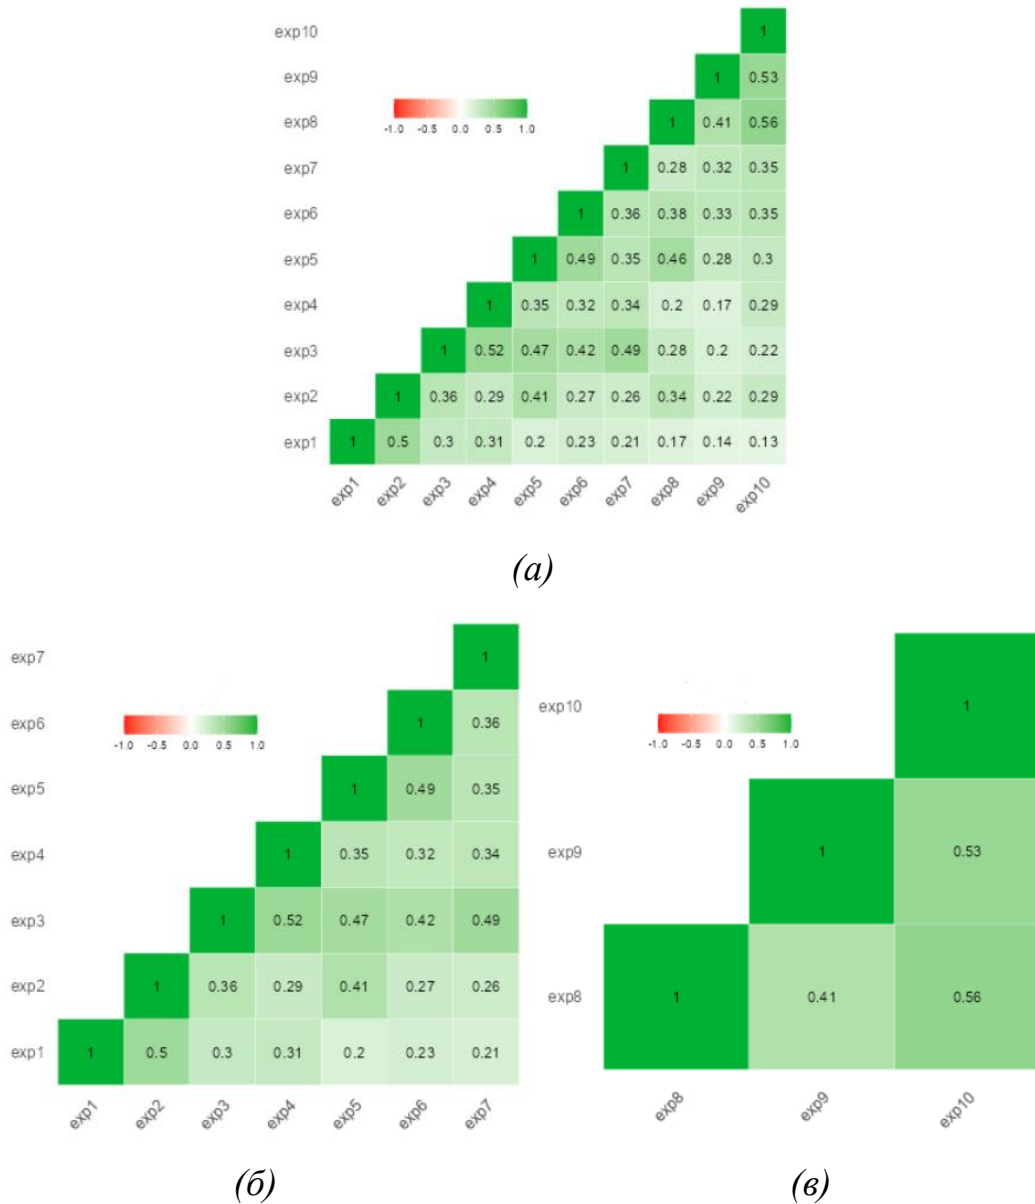 exp10 1
exp9 1 0.53
-1.0 -0.5 0.0 0.5 1.0
exp8 1 0.41 0.56
exp7 1 0.28 0.32 0.35
exp6 1 0.36 0.38 0.33 0.35
exp5 1 0.49 0.35 0.46 0.28 0.3
exp4 1 0.35 0.32 0.34 0.2 0.17 0.29
exp3 1 0.52 0.47 0.42 0.49 0.28 0.2 0.22
exp2 1 0.36 0.29 0.41 0.27 0.26 0.34 0.22 0.29
exp1 1 0.5 0.3 0.31 0.2 0.23 0.21 0.17 0.14 0.13
exp1 exp2 exp3 exp4 exp5 exp6 exp7 exp8 exp9 exp10
(а)
exp7 1
exp6 1 0.36
-1.0 -0.5 0.0 0.5 1.0
exp5 1 0.49 0.35
exp4 1 0.35 0.32 0.34
exp3 1 0.52 0.47 0.42 0.49
exp2 1 0.36 0.29 0.41 0.27 0.26
exp1 1 0.5 0.3 0.31 0.2 0.23 0.21
exp1 exp2 exp3 exp4 exp5 exp6 exp7
(б)
exp10 1
-1.0 -0.5 0.0 0.5 1.0
exp9 1 0.53
exp8 1 0.41 0.56
exp8 exp9 exp10
(в)